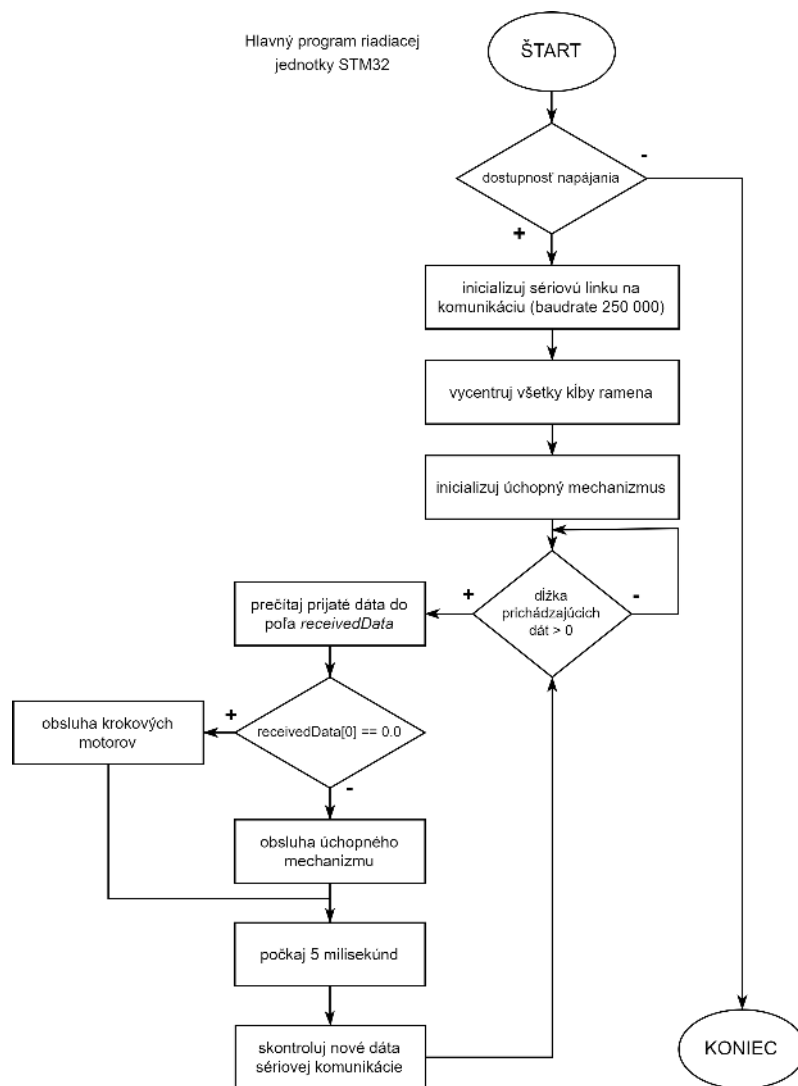 Hlavný program riadiacej
jednotky STM32
ŠTART
dostupnosť napájania
-
+
inicializuj sériovú linku na
komunikáciu (baudrate 250 000)
vycentruj všetky kĺby ramena
inicializuj úchopný mechanizmus
dĺžka
prichádzajúcich
dát > 0
+
-
prečítaj prijaté dáta do
poľa receivedData
receivedData[0] == 0.0
+
-
obsluha krokových
motorov
obsluha úchopného
mechanizmu
počkaj 5 milisekúnd
skontroluj nové dáta
sériovej komunikácie
KONIEC